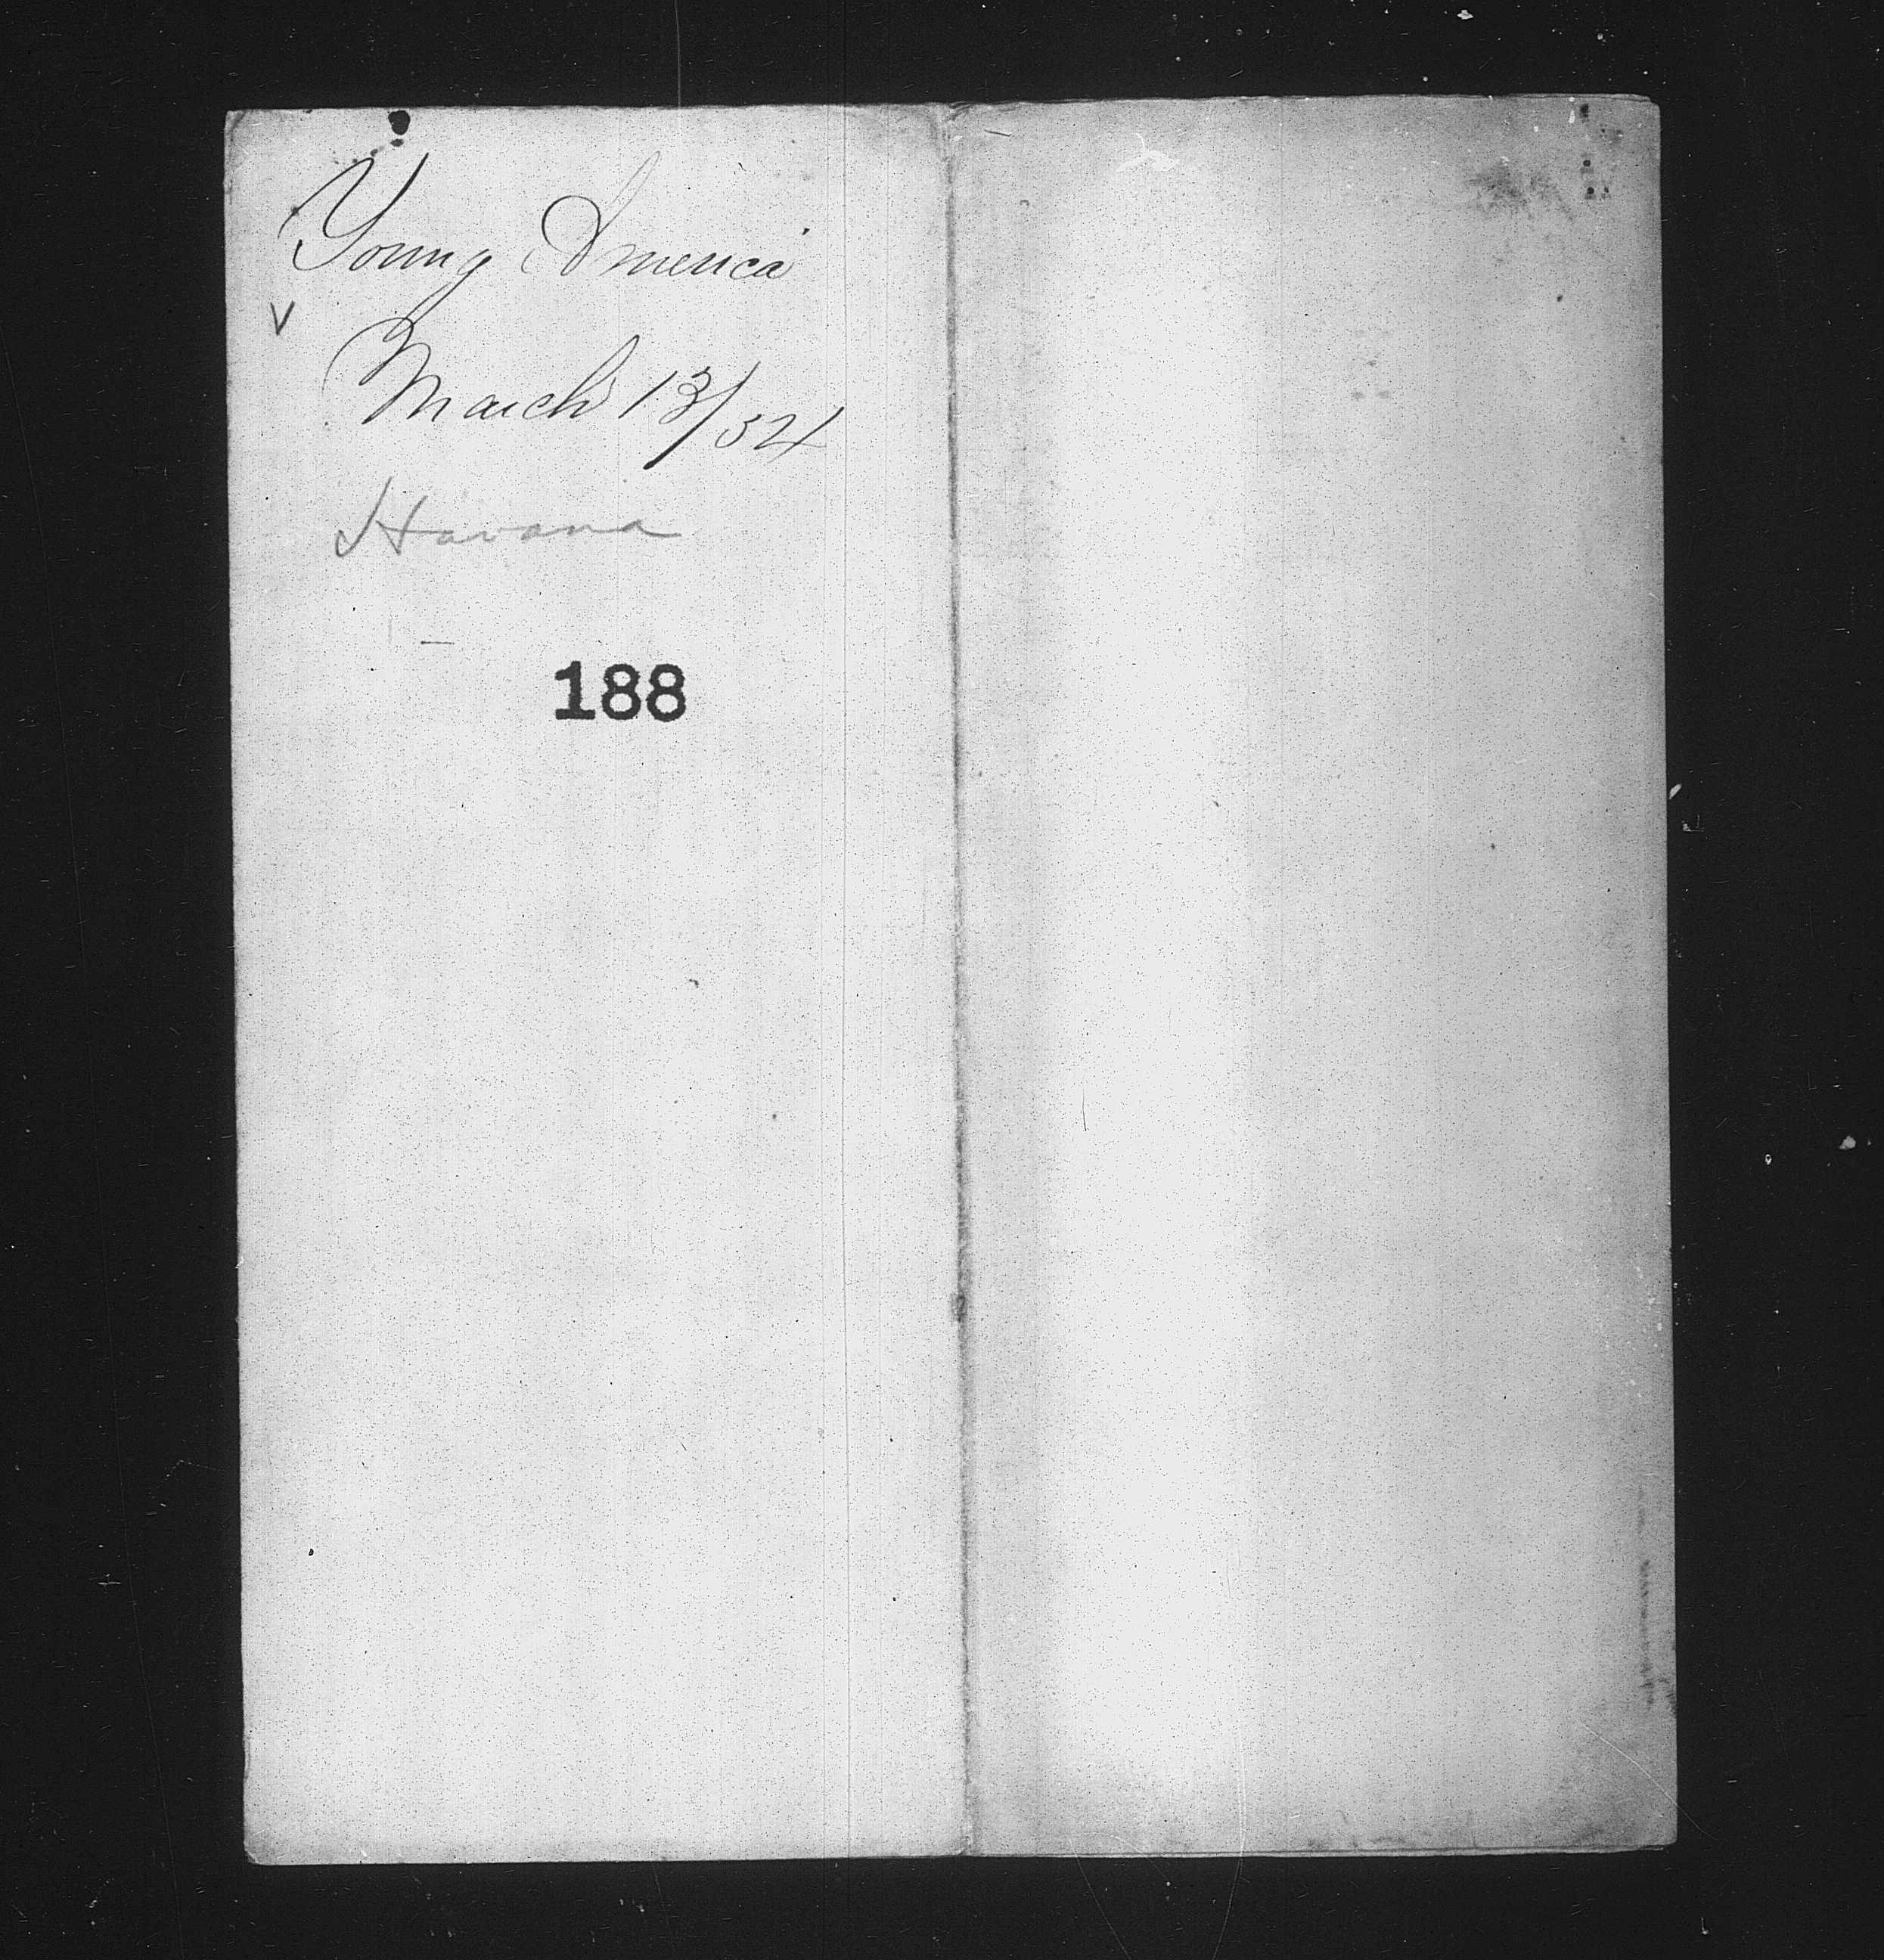 Young America
V
March 13/54
Havana
188